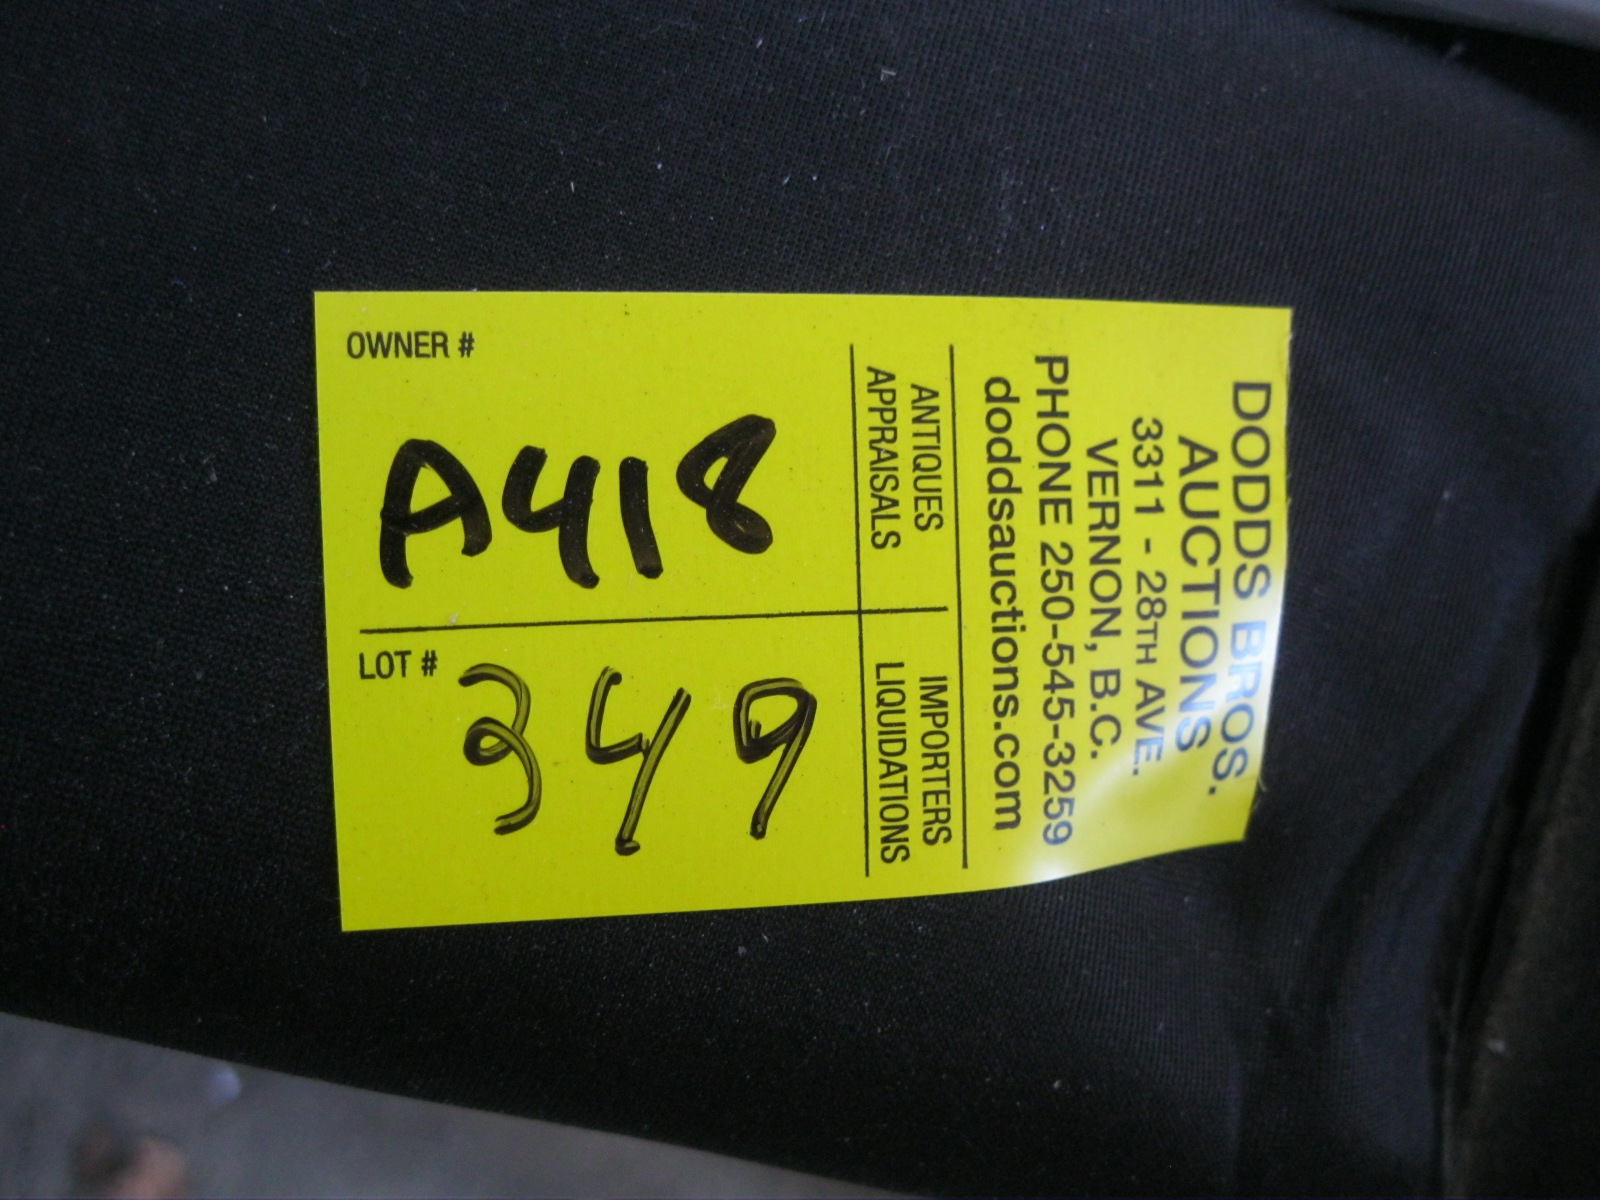 DODDS BROS.
AUCTIONS
3311 - 28TH AVE.
VERNON, B.C.
PHONE 250-545-3259
doddsauctions.com
ANTIQUES
APPRAISALS
IMPORTERS
LIQUIDATIONS
OWNER #
A418
LOT #
349